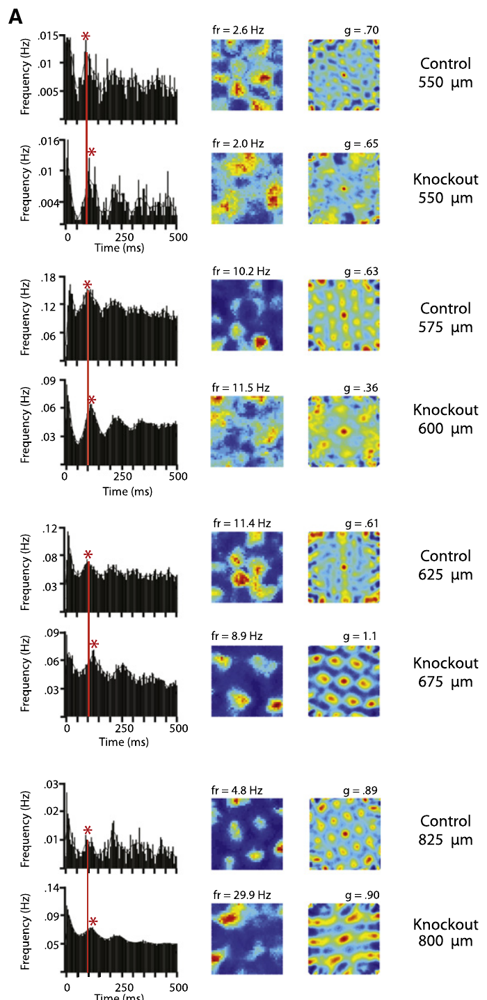 A
fr = 2.6 Hz
g = .70
.015
.01
.005
Frequency (Hz)
*
Control
550 µm
fr = 2.0 Hz
g = .65
.016
.01
.004
Frequency (Hz)
*
0 250 500
Time (ms)
Knockout
550 µm
fr = 10.2 Hz
g = .63
.18
.12
.06
Frequency (Hz)
*
Control
575 µm
fr = 11.5 Hz
g = .36
.09
.06
.03
Frequency (Hz)
*
0 250 500
Time (ms)
Knockout
600 µm
fr = 11.4 Hz
g = .61
.12
.08
.03
Frequency (Hz)
*
Control
625 µm
fr = 8.9 Hz
g = 1.1
.09
.06
.03
Frequency (Hz)
*
0 250 500
Time (ms)
Knockout
675 µm
fr = 4.8 Hz
g = .89
.03
.02
.01
Frequency (Hz)
*
Control
825 µm
fr = 29.9 Hz
g = .90
.14
.09
.05
Frequency (Hz)
*
0 250 500
Time (ms)
Knockout
800 µm